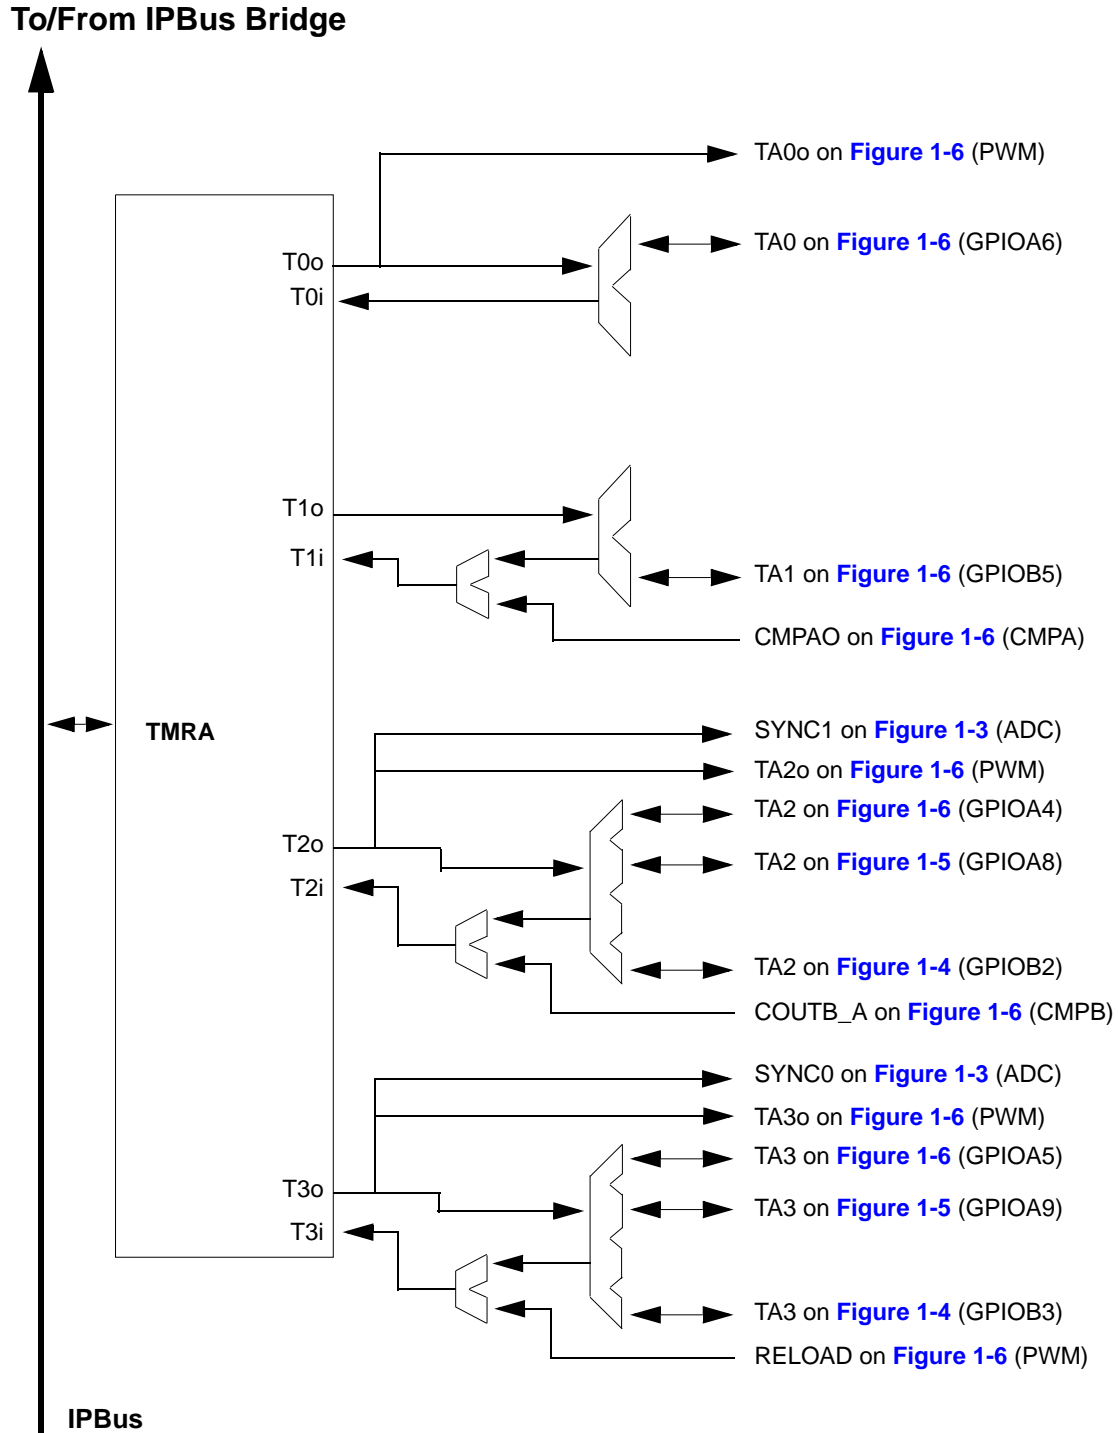 To/From IPBus Bridge
TA0o on Figure 1-6 (PWM)
TA0 on Figure 1-6 (GPIOA6)
T0o
T0i
T1o
T1i
TA1 on Figure 1-6 (GPIOB5)
CMPAO on Figure 1-6 (CMPA)
TMRA
SYNC1 on Figure 1-3 (ADC)
TA2o on Figure 1-6 (PWM)
TA2 on Figure 1-6 (GPIOA4)
T2o
TA2 on Figure 1-5 (GPIOA8)
T2i
TA2 on Figure 1-4 (GPIOB2)
COUTB_A on Figure 1-6 (CMPB)
SYNC0 on Figure 1-3 (ADC)
TA3o on Figure 1-6 (PWM)
TA3 on Figure 1-6 (GPIOA5)
T3o
TA3 on Figure 1-5 (GPIOA9)
T3i
TA3 on Figure 1-4 (GPIOB3)
RELOAD on Figure 1-6 (PWM)
IPBus